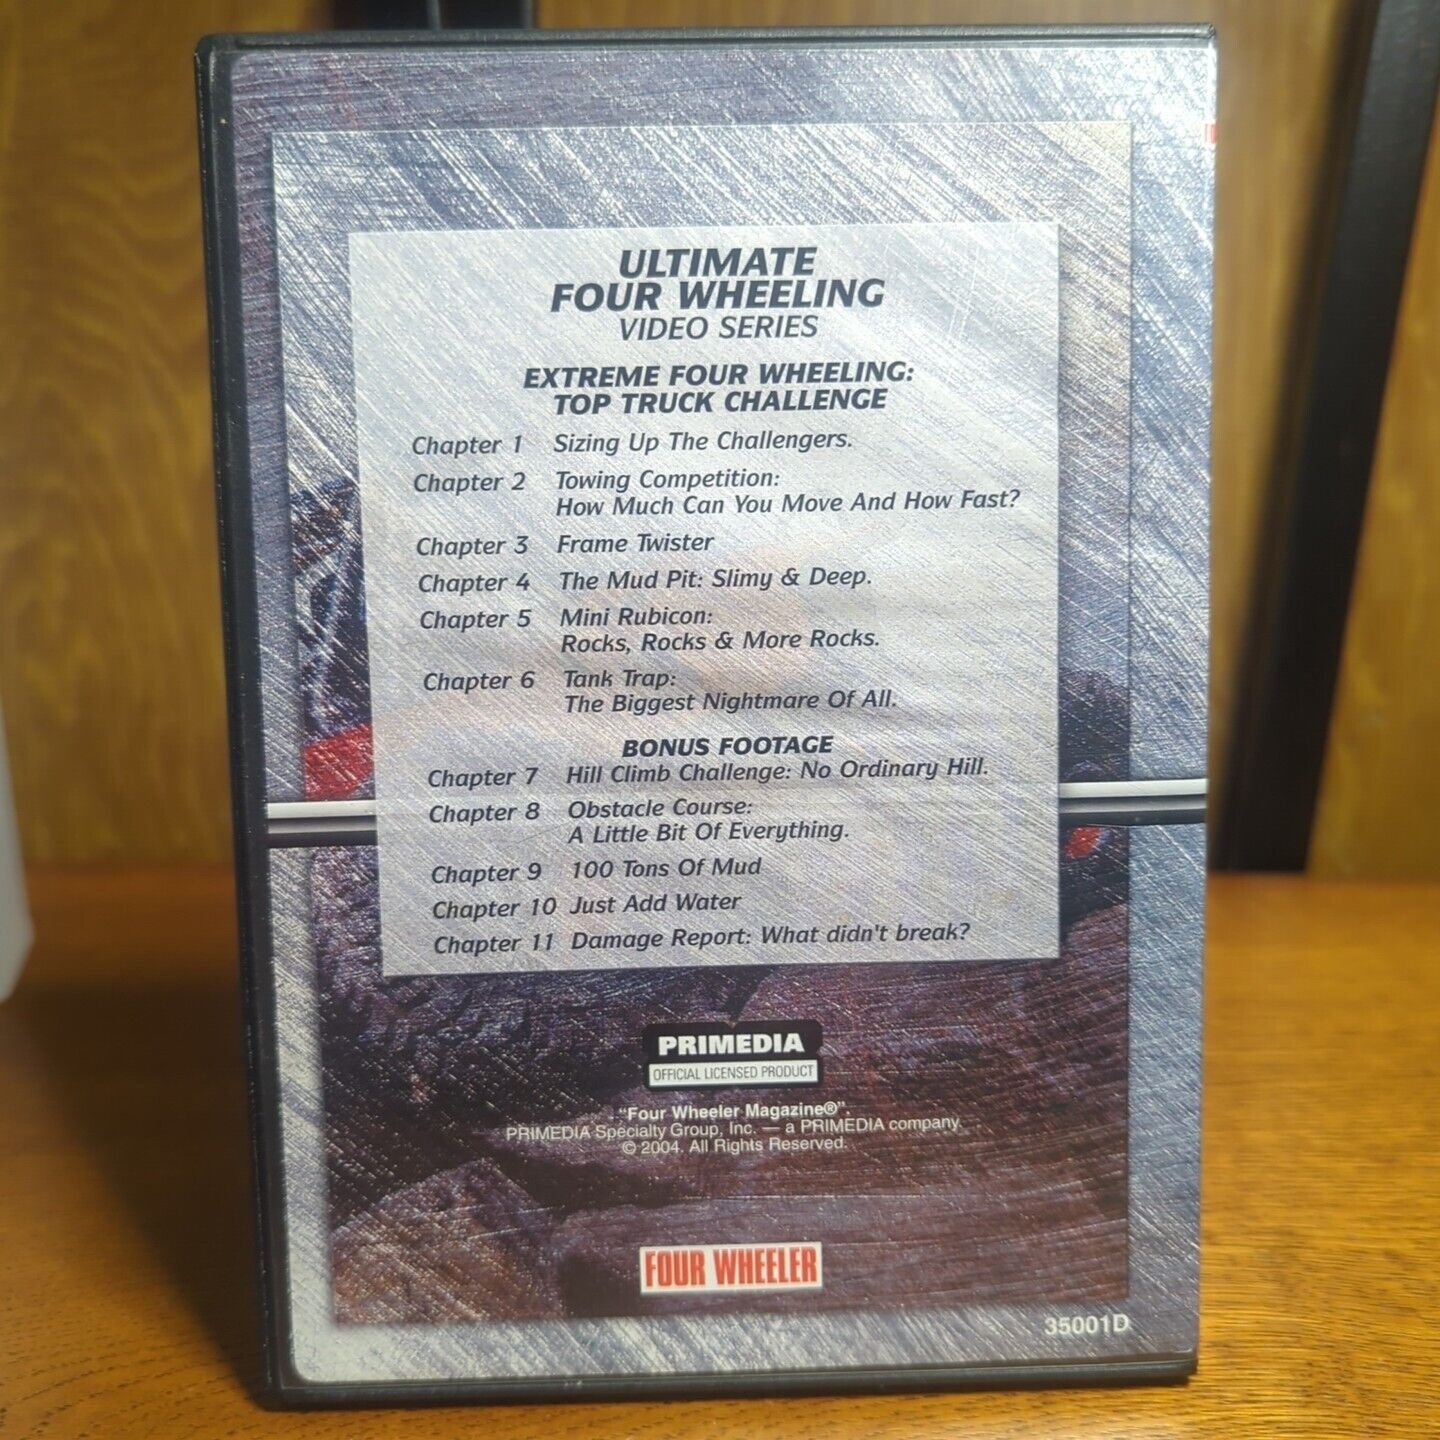 ULTIMATE
FOUR WHEELING
VIDEO SERIES
EXTREME FOUR WHEELING:
TOP TRUCK CHALLENGE
Chapter 1 Sizing Up The Challengers.
Chapter 2 Towing Competition:
How Much Can You Move And How Fast?
Chapter 3 Frame Twister
Chapter 4 The Mud Pit: Slimy & Deep.
Chapter 5 Mini Rubicon:
Rocks, Rocks & More Rocks.
Chapter 6 Tank Trap:
The Biggest Nightmare Of All.
BONUS FOOTAGE
Chapter 7 Hill Climb Challenge: No Ordinary Hill.
Chapter 8 Obstacle Course:
A Little Bit Of Everything.
Chapter 9 100 Tons Of Mud
Chapter 10 Just Add Water
Chapter 11 Damage Report: What didn't break?
PRIMEDIA
OFFICIAL LICENSED PRODUCT
"Four Wheeler Magazine®".
PRIMEDIA Specialty Group, Inc. — a PRIMEDIA company.
© 2004. All Rights Reserved.
FOUR WHEELER
35001D